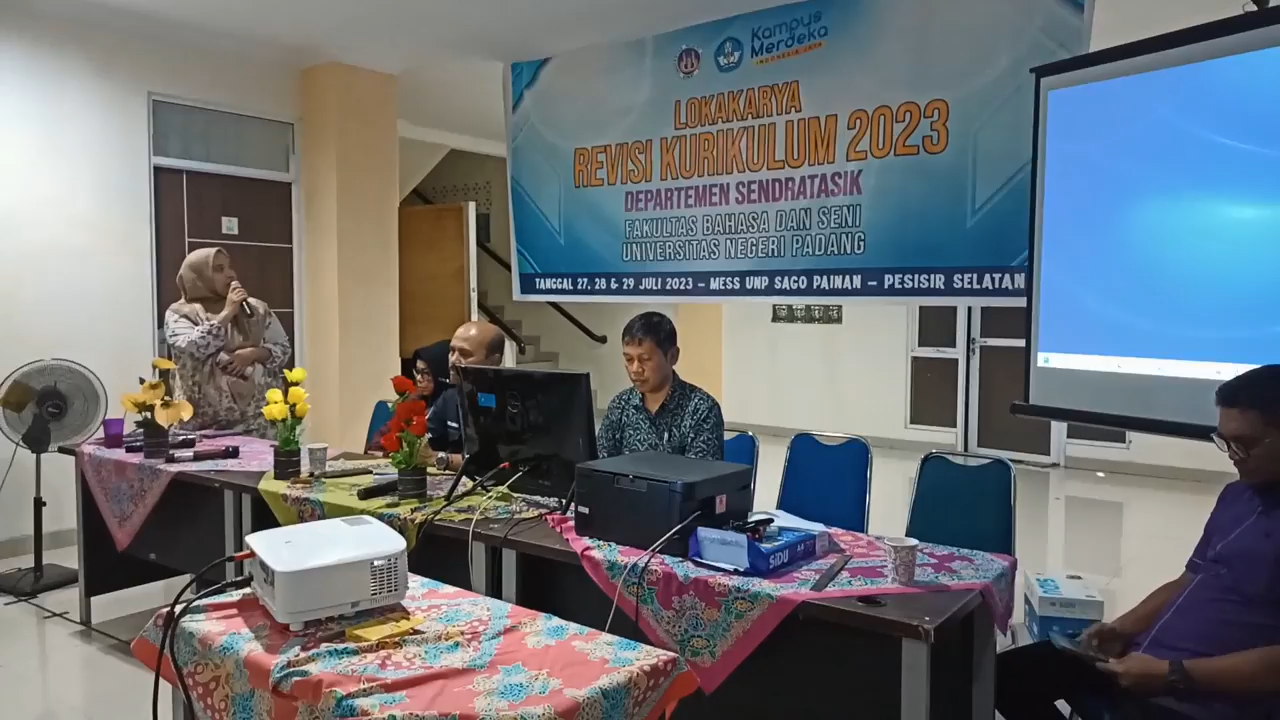 Kampus
Merdeka
INDONESIA JAYA
LOKAKARYA
REVISI KURIKULUM 2023
DEPARTEMEN SENDRATASIK
FAKULTAS BAHASA DAN SENI
UNIVERSITAS NEGERI PADANG
TANGGAL 27, 28 & 29 JULI 2023 – MESS UNP SAGO PAINAN – PESISIR SELATAN
SiDU